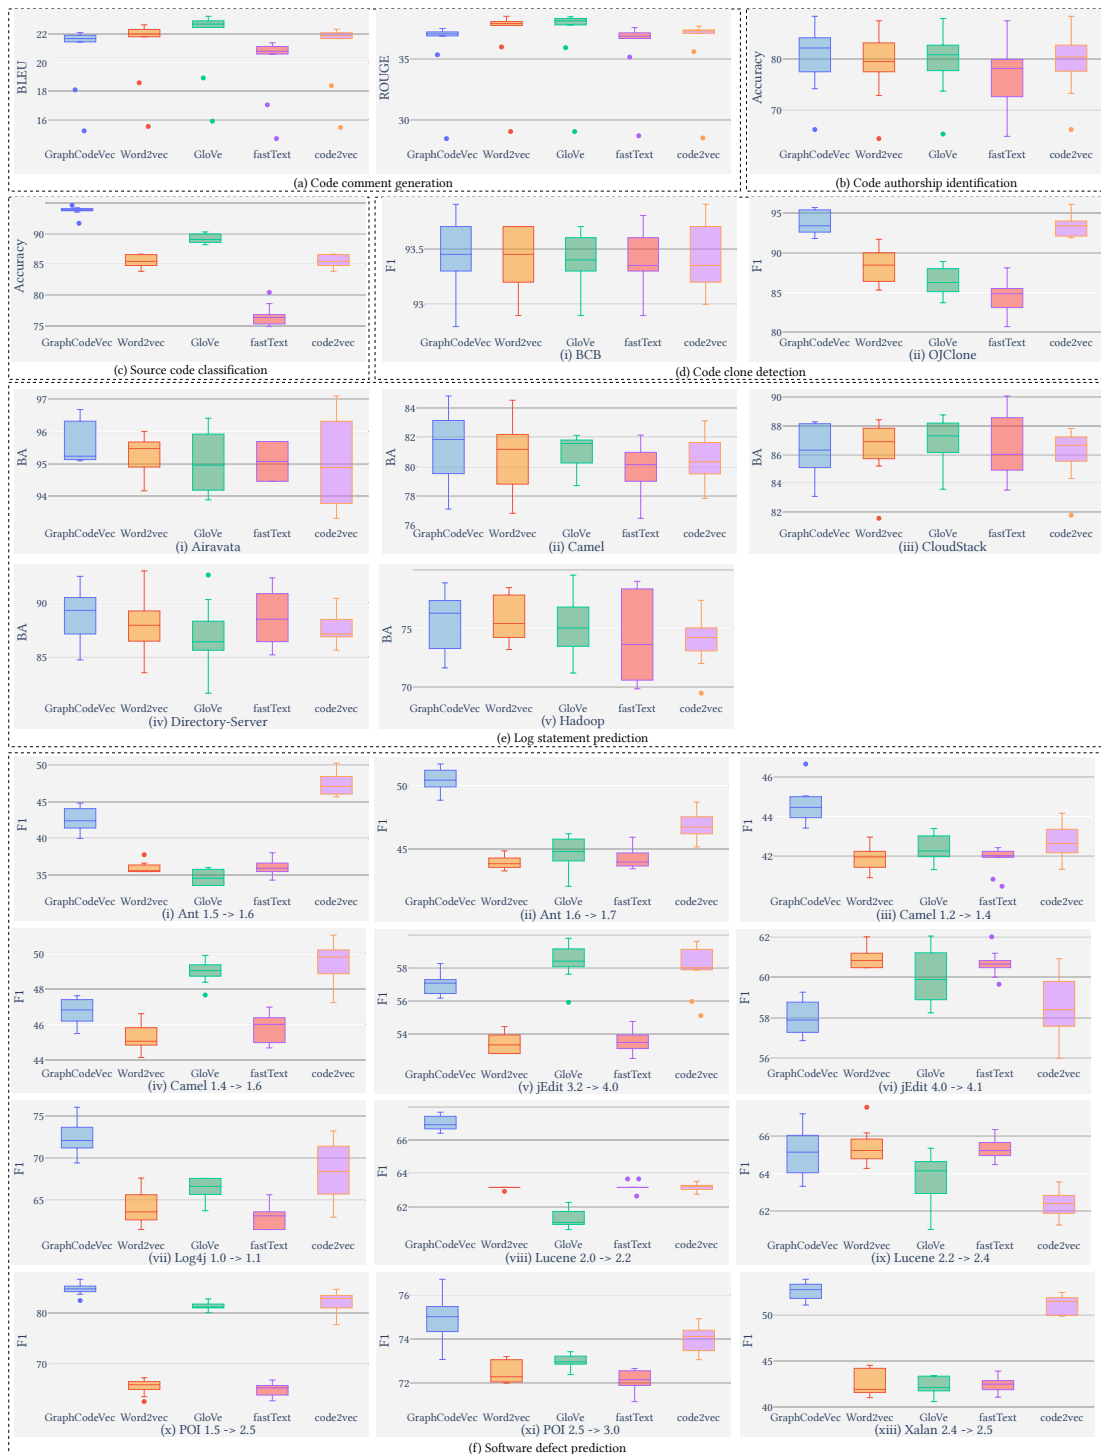 BLEU
22
20
18
16
GraphCodeVec Word2vec GloVe fastText code2vec
ROUGE
35
30
GraphCodeVec Word2vec GloVe fastText code2vec
(a) Code comment generation
Accuracy
80
70
GraphCodeVec Word2vec GloVe fastText code2vec
(b) Code authorship identification
Accuracy
90
85
80
75
GraphCodeVec Word2vec GloVe fastText code2vec
(c) Source code classification
F1
93.5
93
GraphCodeVec Word2vec GloVe fastText code2vec
(i) BCB
F1
95
90
85
80
GraphCodeVec Word2vec GloVe fastText code2vec
(ii) OJClone
(d) Code clone detection
BA
97
96
95
94
GraphCodeVec Word2vec GloVe fastText code2vec
(i) Airavata
BA
84
82
80
78
76
GraphCodeVec Word2vec GloVe fastText code2vec
(ii) Camel
BA
90
88
86
84
82
GraphCodeVec Word2vec GloVe fastText code2vec
(iii) CloudStack
BA
90
85
GraphCodeVec Word2vec GloVe fastText code2vec
(iv) Directory-Server
BA
75
70
GraphCodeVec Word2vec GloVe fastText code2vec
(v) Hadoop
(e) Log statement prediction
F1
50
45
40
35
GraphCodeVec Word2vec GloVe fastText code2vec
(i) Ant 1.5 -> 1.6
F1
50
45
GraphCodeVec Word2vec GloVe fastText code2vec
(ii) Ant 1.6 -> 1.7
F1
46
44
42
GraphCodeVec Word2vec GloVe fastText code2vec
(iii) Camel 1.2 -> 1.4
F1
50
48
46
44
GraphCodeVec Word2vec GloVe fastText code2vec
(iv) Camel 1.4 -> 1.6
F1
58
56
54
GraphCodeVec Word2vec GloVe fastText code2vec
(v) jEdit 3.2 -> 4.0
F1
62
60
58
56
GraphCodeVec Word2vec GloVe fastText code2vec
(vi) jEdit 4.0 -> 4.1
F1
75
70
65
GraphCodeVec Word2vec GloVe fastText code2vec
(vii) Log4j 1.0 -> 1.1
F1
66
64
62
GraphCodeVec Word2vec GloVe fastText code2vec
(viii) Lucene 2.0 -> 2.2
F1
66
64
62
GraphCodeVec Word2vec GloVe fastText code2vec
(ix) Lucene 2.2 -> 2.4
F1
80
70
GraphCodeVec Word2vec GloVe fastText code2vec
(x) POI 1.5 -> 2.5
F1
76
74
72
GraphCodeVec Word2vec GloVe fastText code2vec
(xi) POI 2.5 -> 3.0
F1
50
45
40
GraphCodeVec Word2vec GloVe fastText code2vec
(xiii) Xalan 2.4 -> 2.5
(f) Software defect prediction